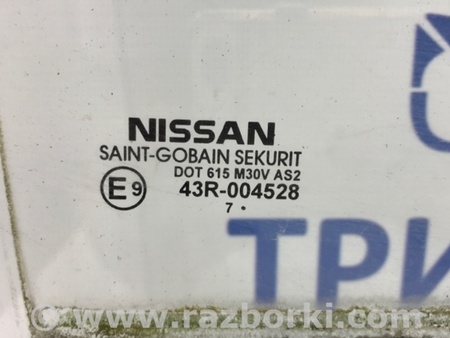 NISSAN
SAINT-GOBAIN SEKURIT
DOT 615 M30V AS2
E9 43R-004528
7 •
ТРИ
www.razborki.com